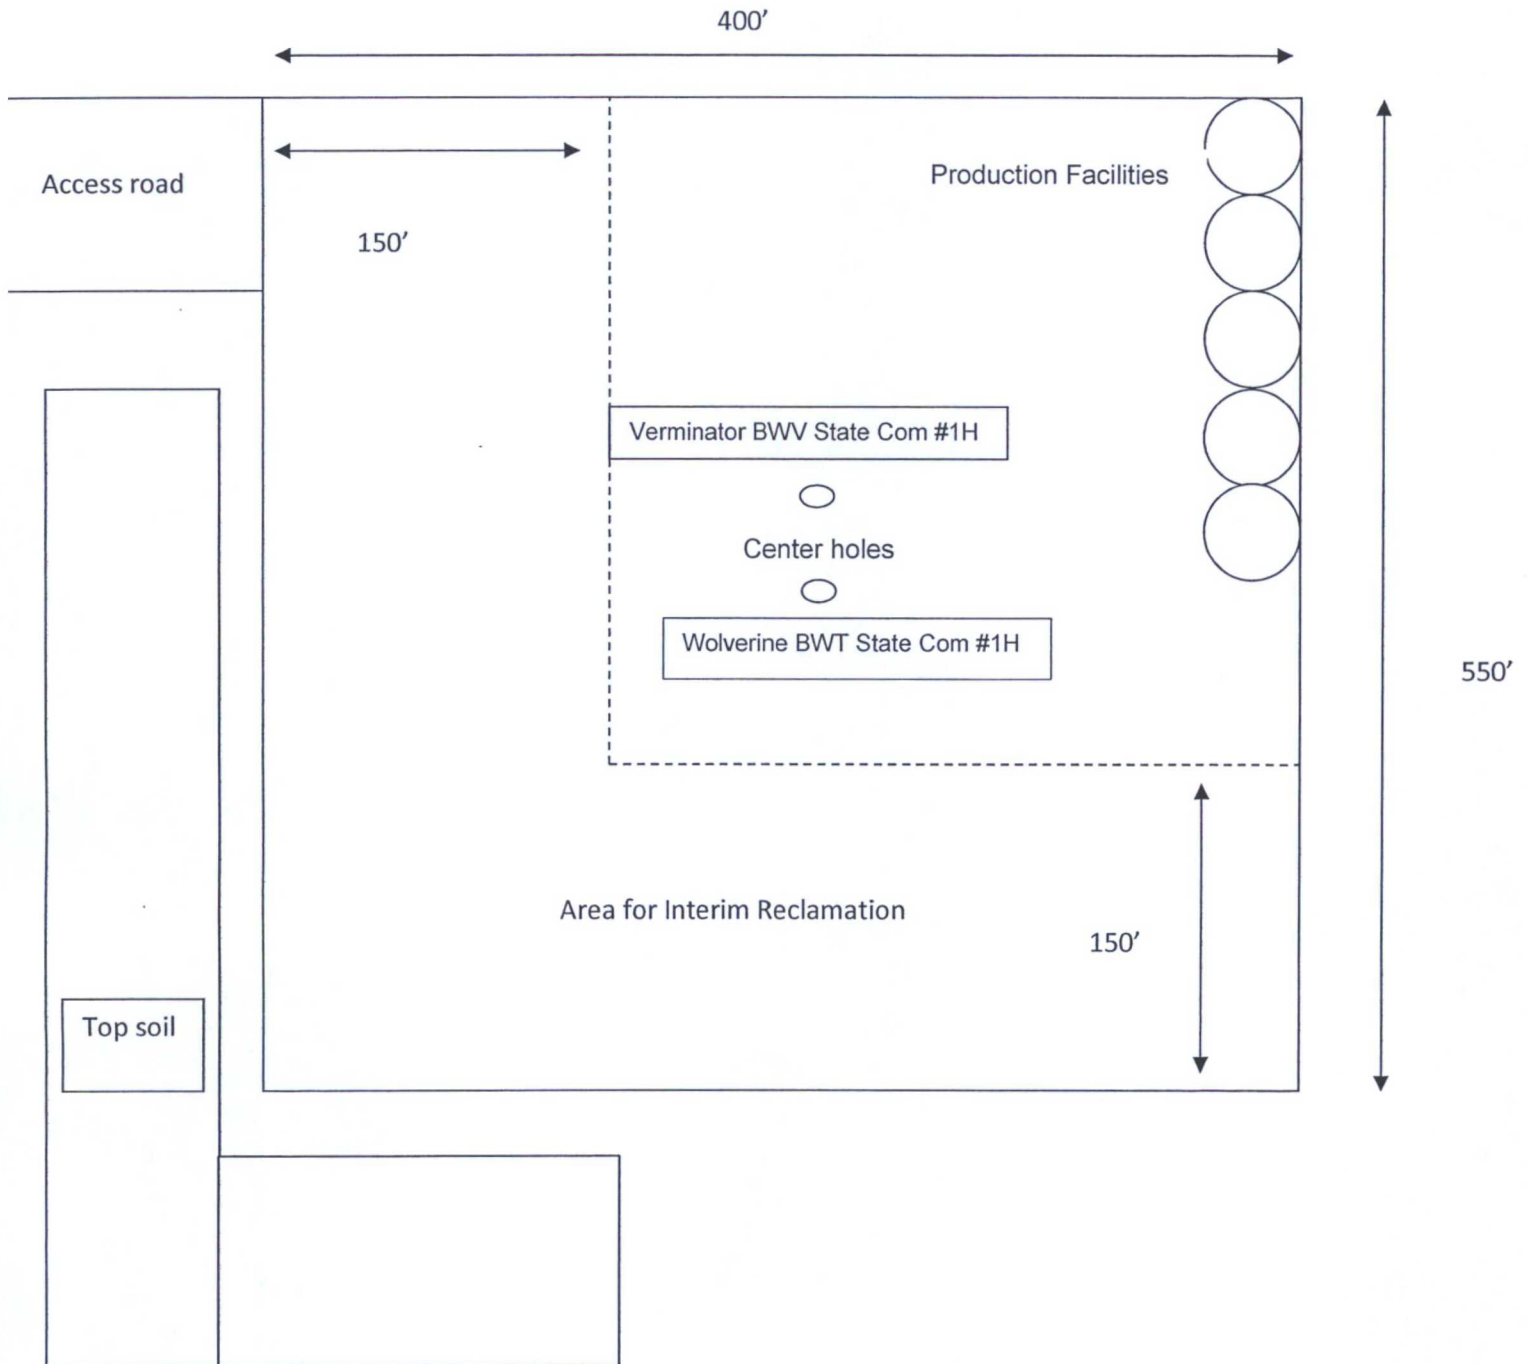 400’
Access road
Production Facilities
150’
Verminator BWV State Com #1H
Center holes
Wolverine BWT State Com #1H
550’
Area for Interim Reclamation
150’
Top soil